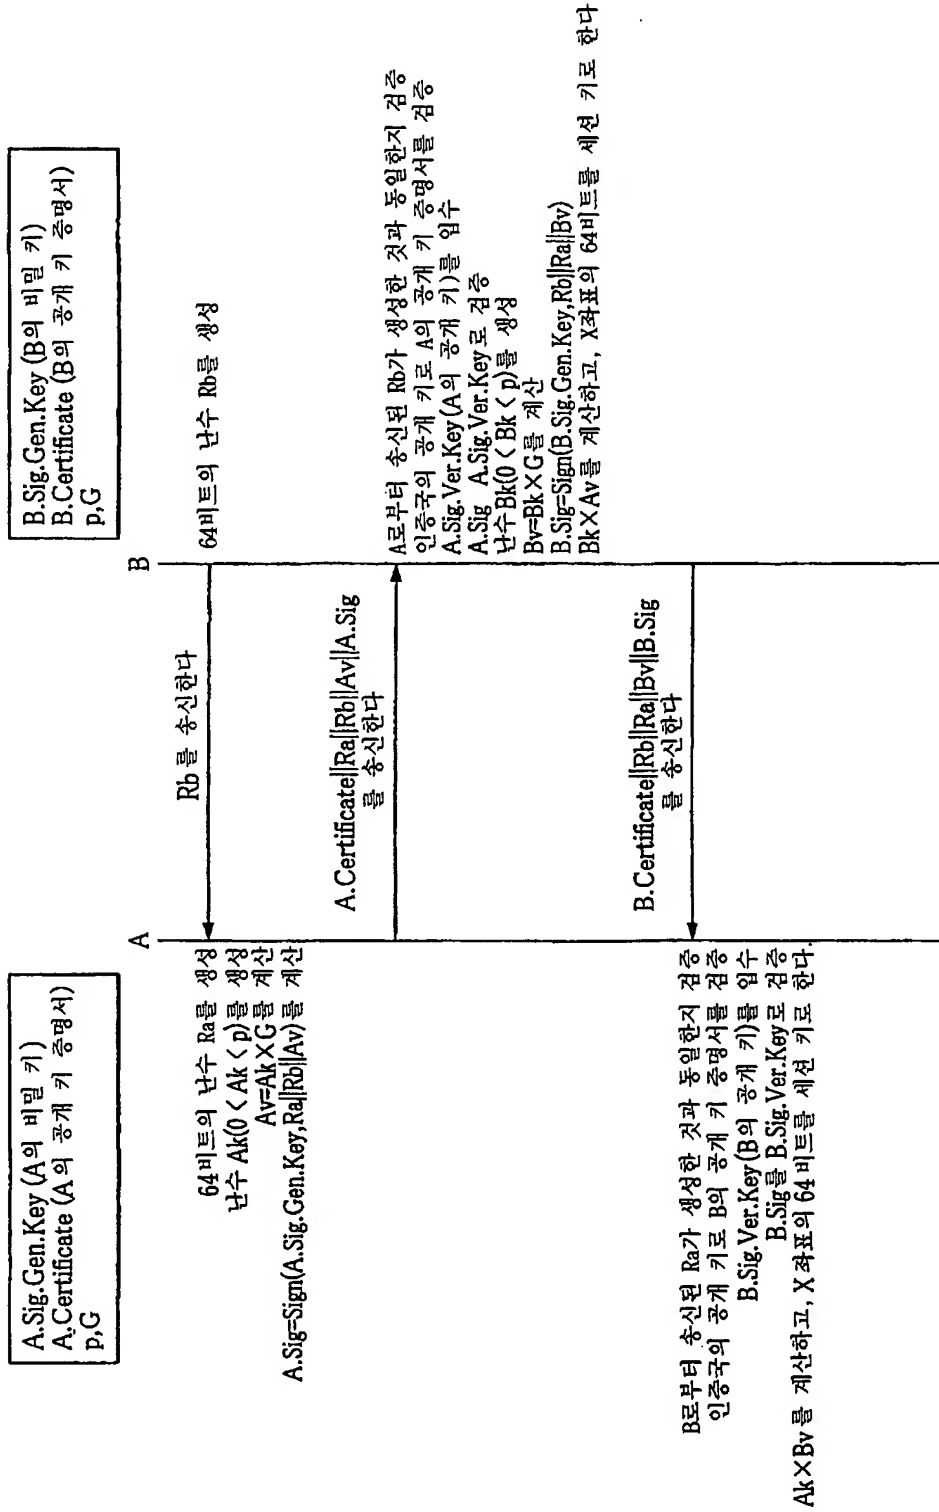 A.Sig.Gen.Key (A의 비밀 키)
A.Certificate (A의 공개 키 증명서)
p,G
B.Sig.Gen.Key (B의 비밀 키)
B.Certificate (B의 공개 키 증명서)
p,G
A
B
64비트의 난수 Rb를 생성
Rb를 송신한다
64비트의 난수 Ra를 생성
난수 Ak(0 < Ak < p)를 생성
Av=Ak×G를 계산
A.Sig=Sign(A.Sig.Gen.Key,Ra||Rb||Av)를 계산
A.Certificate||Ra||Rb||Av||A.Sig
를 송신한다
A로부터 송신된 Rb가 생성한 것과 동일한지 검증
인증국의 공개 키로 A의 공개 키 증명서를 검증
A.Sig.Ver.Key(A의 공개 키)를 입수
A.Sig A.Sig.Ver.Key로 검증
난수 Bk(0 < Bk < p)를 생성
Bv=Bk×G를 계산
B.Sig=Sign(B.Sig.Gen.Key,Rb||Ra||Bv)
Bk×Av를 계산하고, X좌표의 64비트를 세션 키로 한다
B.Certificate||Rb||Ra||Bv||B.Sig
를 송신한다
B로부터 송신된 Ra가 생성한 것과 동일한지 검증
인증국의 공개 키로 B의 공개 키 증명서를 검증
B.Sig.Ver.Key(B의 공개 키)를 입수
B.Sig를 B.Sig.Ver.Key로 검증
Ak×Bv를 계산하고, X좌표의 64비트를 세션 키로 한다.